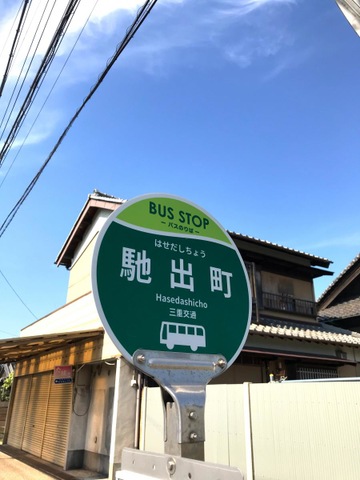 BUS STOP
- バスのりば -
はせだしちょう
馳出町
Hasedashicho
三重交通